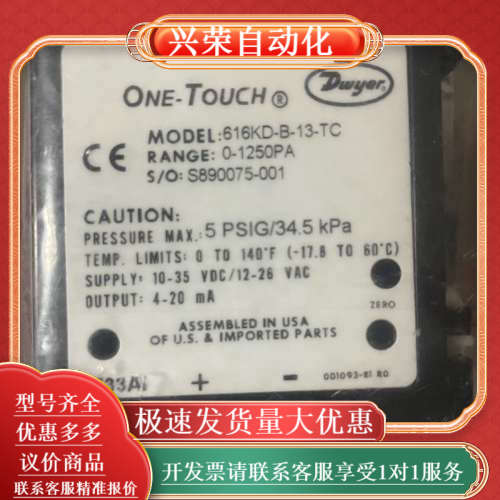 兴荣自动化
Dwyer
ONE-TOUCH ®
MODEL:616KD-B-13-TC
RANGE: 0-1250PA
S/O: S890075-001
CE
CAUTION:
PRESSURE MAX.: 5 PSIG/34.5 kPa
TEMP. LIMITS: 0 TO 140°F (-17.8 TO 60°C)
SUPPLY: 10-35 VDC/12-26 VAC
OUTPUT: 4-20 mA
ZERO
ASSEMBLED IN USA
OF U.S. & IMPORTED PARTS
+ -
001093-81 R0
型号齐全
优惠多多
议价商品
联系客服精准报价
极速发货量大优惠
开发票请联系客服享受1对1服务